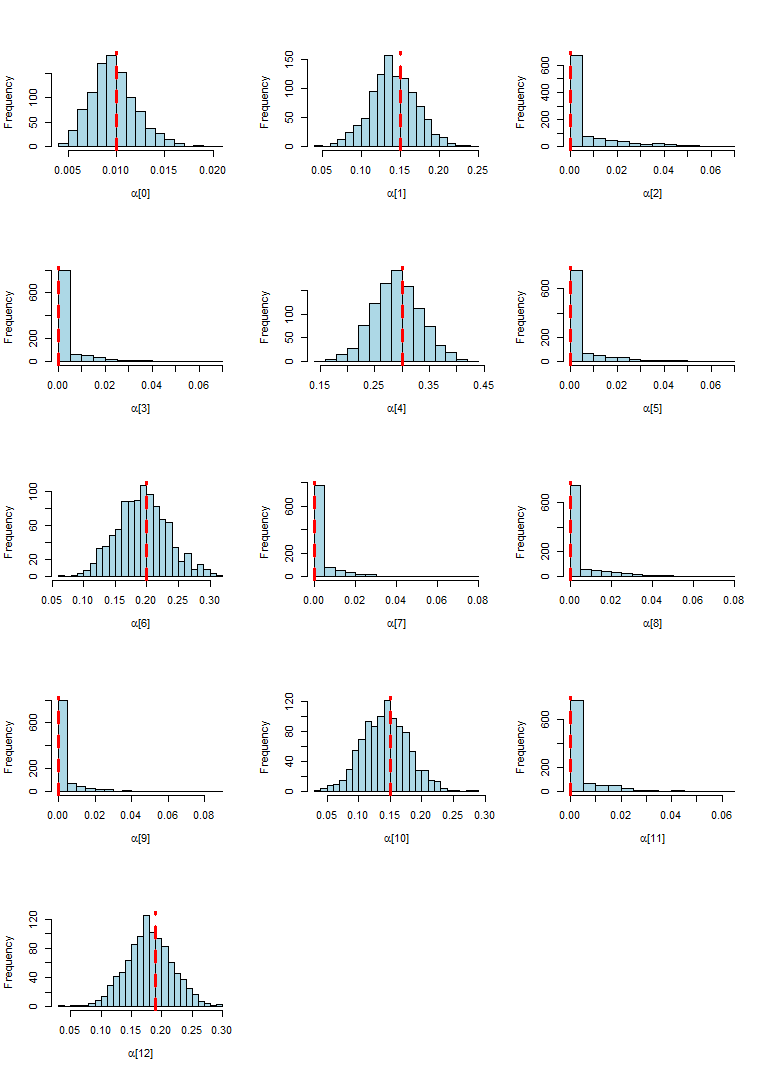 Frequency
0 50 100
0.005 0.010 0.015 0.020
α[0]
Frequency
0 50 100 150
0.05 0.10 0.15 0.20 0.25
α[1]
Frequency
0 200 400 600
0.00 0.02 0.04 0.06
α[2]
Frequency
0 200 600
0.00 0.02 0.04 0.06
α[3]
Frequency
0 50 100
0.15 0.25 0.35 0.45
α[4]
Frequency
0 200 600
0.00 0.02 0.04 0.06
α[5]
Frequency
0 20 60 100
0.05 0.10 0.15 0.20 0.25 0.30
α[6]
Frequency
0 200 600
0.00 0.02 0.04 0.06 0.08
α[7]
Frequency
0 200 600
0.00 0.02 0.04 0.06 0.08
α[8]
Frequency
0 200 600
0.00 0.02 0.04 0.06 0.08
α[9]
Frequency
0 40 80 120
0.05 0.10 0.15 0.20 0.25 0.30
α[10]
Frequency
0 200 600
0.00 0.02 0.04 0.06
α[11]
Frequency
0 40 80 120
0.05 0.10 0.15 0.20 0.25 0.30
α[12]